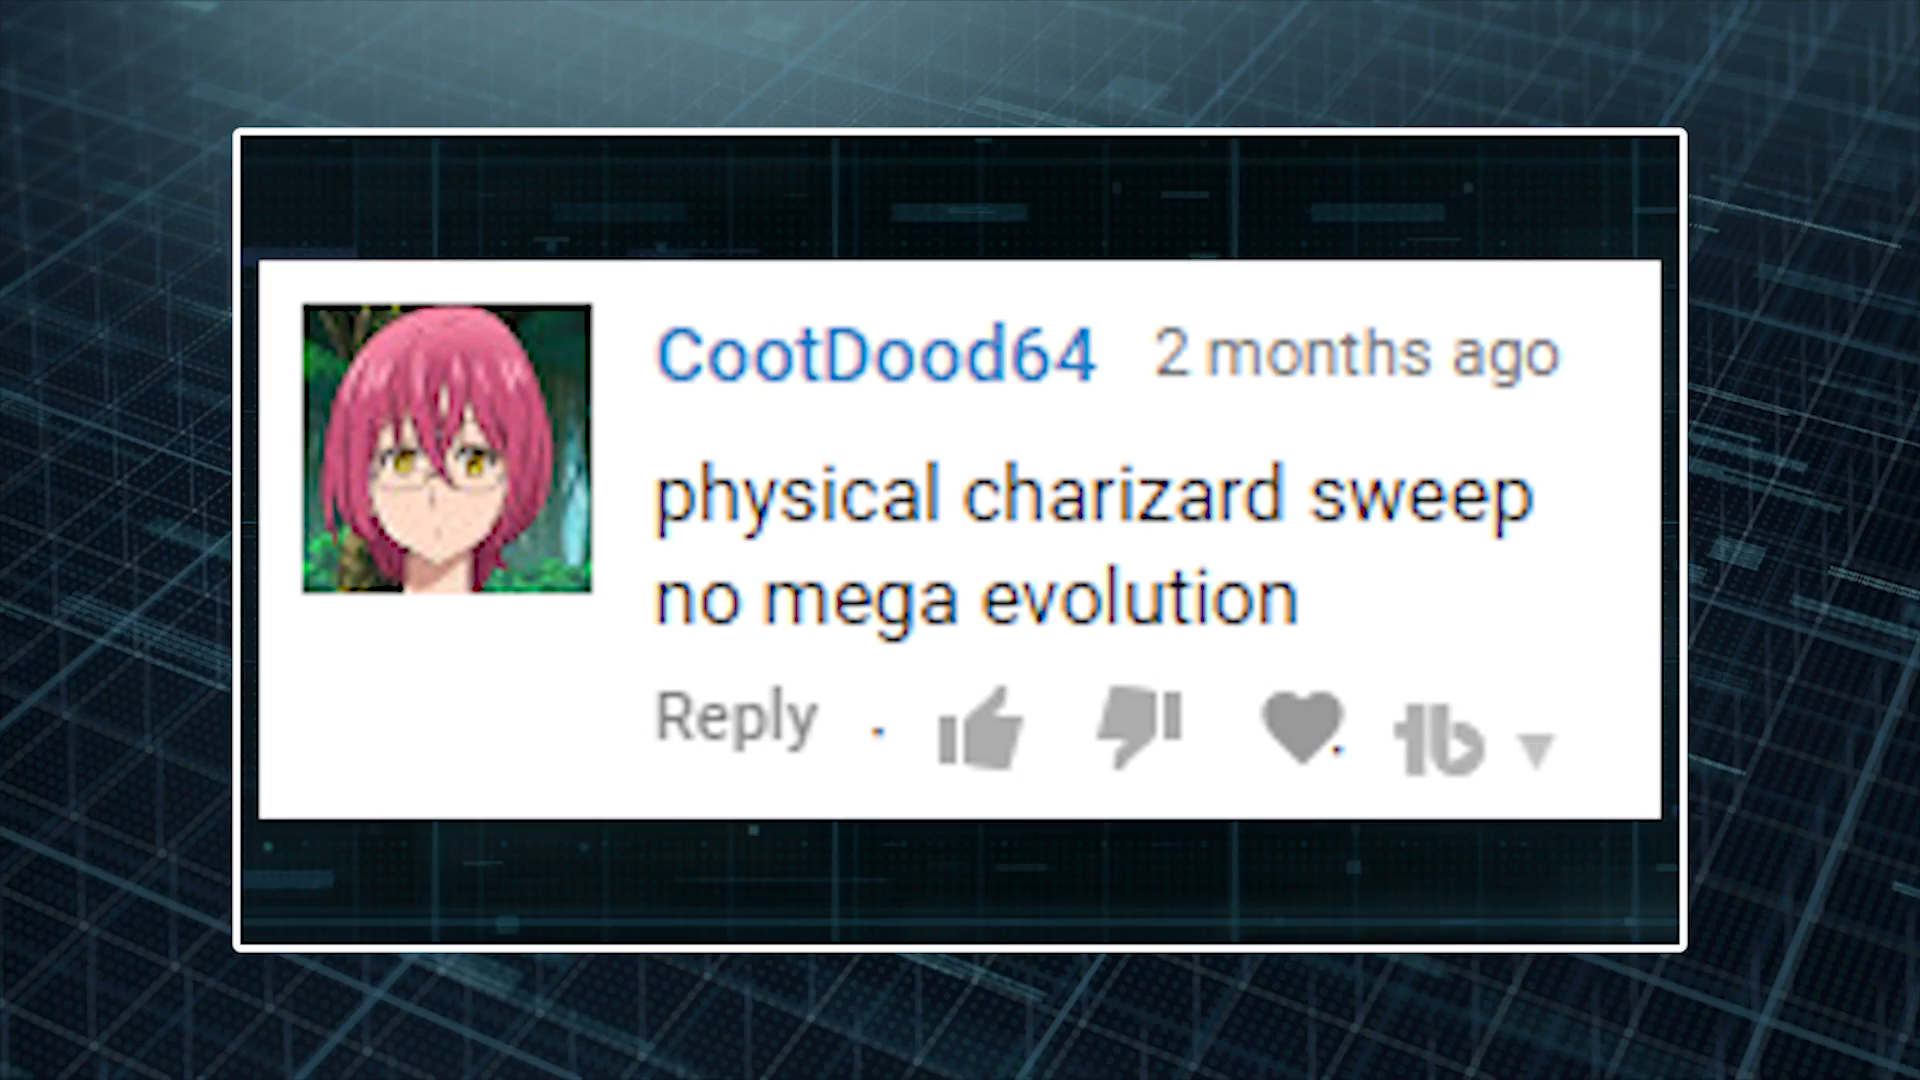 CootDood64 2 months ago
physical charizard sweep
no mega evolution
Reply